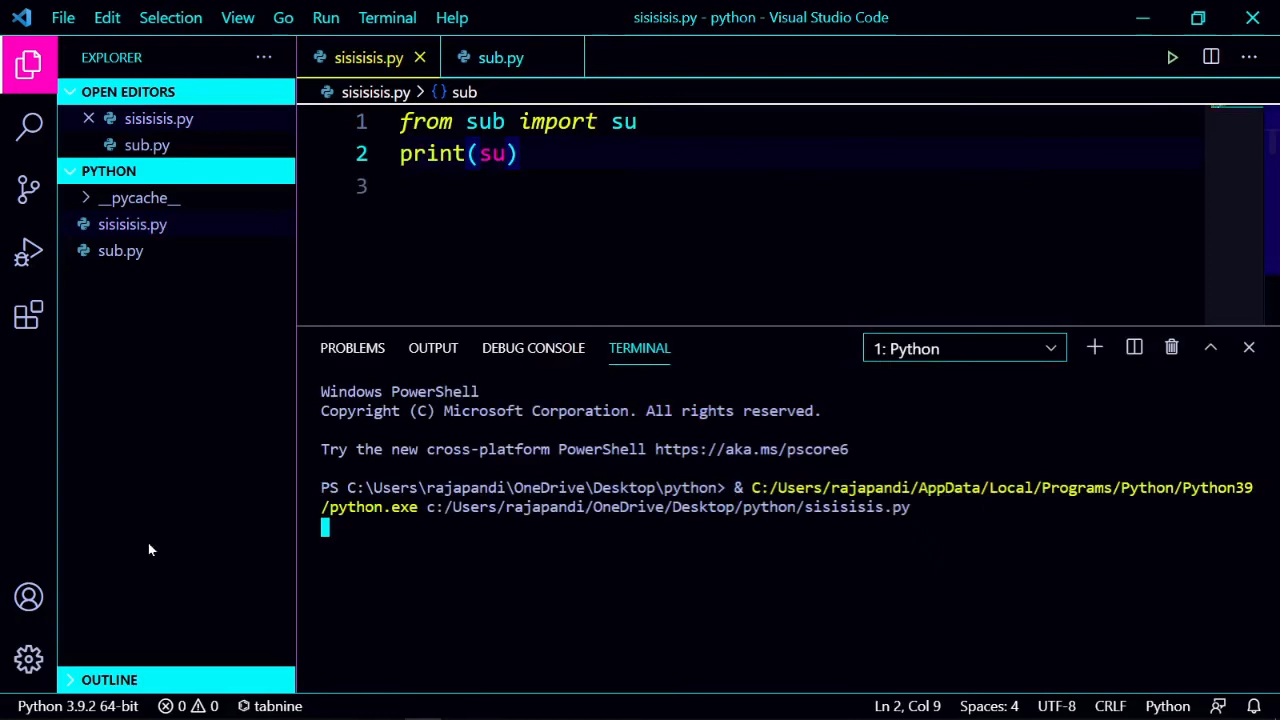 File Edit Selection View Go Run Terminal Help sisisisis.py - python - Visual Studio Code
EXPLORER
OPEN EDITORS
sisisisis.py
sub.py
PYTHON
__pycache__
sisisisis.py
sub.py
OUTLINE
sisisisis.py sub.py
sisisisis.py > {} sub
1 from sub import su
2 print(su)
3
PROBLEMS OUTPUT DEBUG CONSOLE TERMINAL 1: Python
Windows PowerShell
Copyright (C) Microsoft Corporation. All rights reserved.
Try the new cross-platform PowerShell https://aka.ms/pscore6
PS C:\Users\rajapandi\OneDrive\Desktop\python> & C:/Users/rajapandi/AppData/Local/Programs/Python/Python39
/python.exe c:/Users/rajapandi/OneDrive/Desktop/python/sisisisis.py
Python 3.9.2 64-bit 0 0 tabnine Ln 2, Col 9 Spaces: 4 UTF-8 CRLF Python